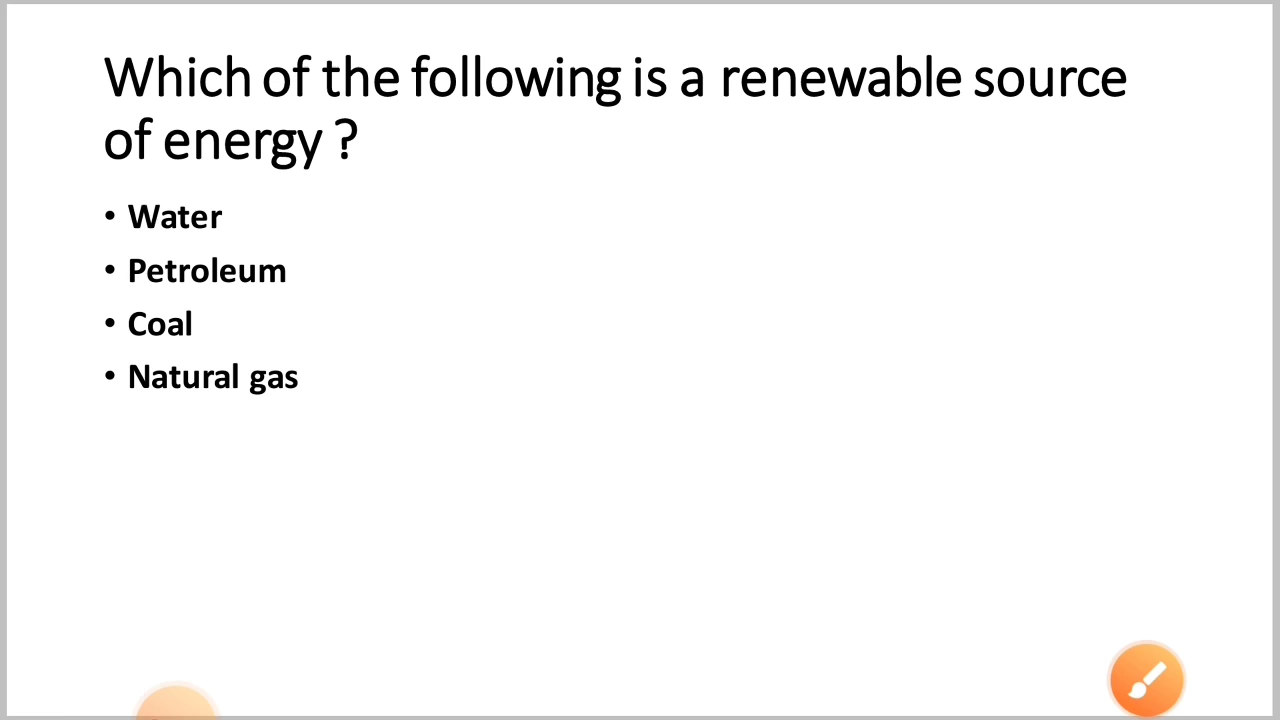 Which of the following is a renewable source
of energy ?
• Water
• Petroleum
• Coal
• Natural gas